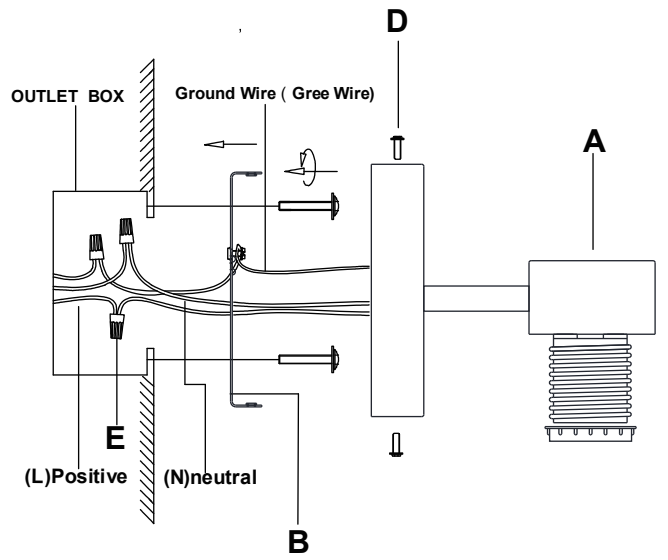 D
,
OUTLET BOX
Ground Wire ( Gree Wire)
A
E
(L)Positive
(N)neutral
B